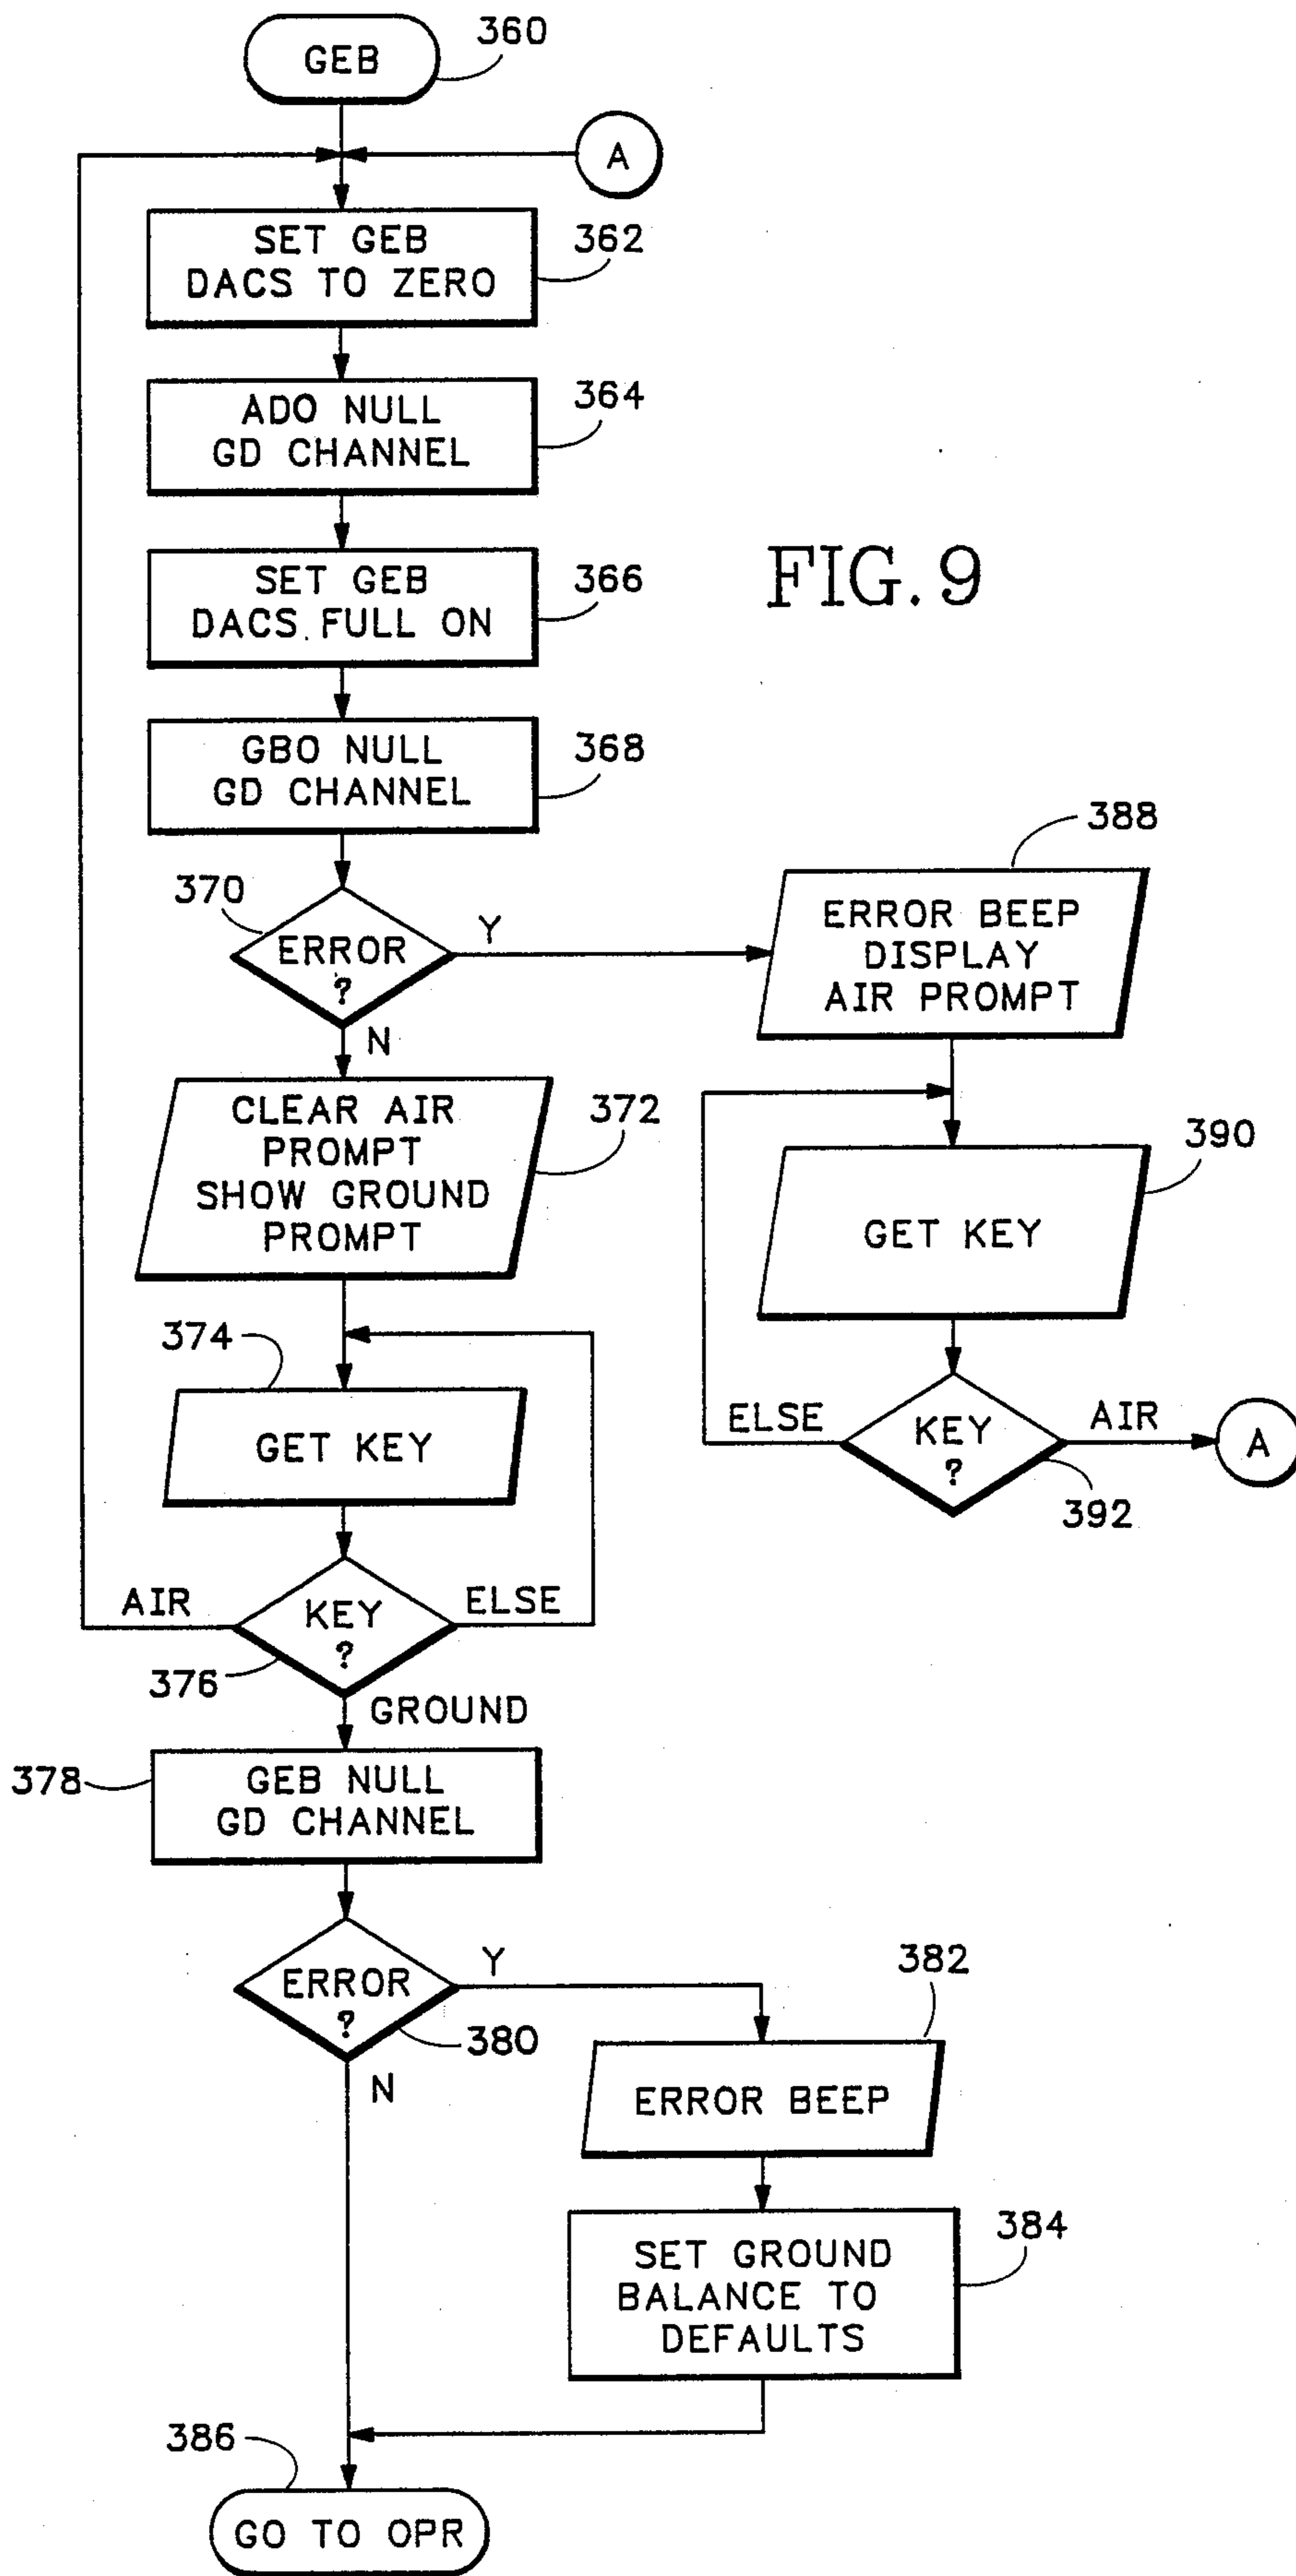 GEB
360
A
SET GEB
DACS TO ZERO
362
ADO NULL
GD CHANNEL
364
SET GEB
DACS FULL ON
366
FIG. 9
GBO NULL
GD CHANNEL
368
370
ERROR
?
Y
N
388
ERROR BEEP
DISPLAY
AIR PROMPT
CLEAR AIR
PROMPT
SHOW GROUND
PROMPT
372
390
GET KEY
374
GET KEY
ELSE
KEY
?
AIR
A
392
AIR
KEY
?
ELSE
376
GROUND
378
GEB NULL
GD CHANNEL
ERROR
?
Y
380
N
382
ERROR BEEP
384
SET GROUND
BALANCE TO
DEFAULTS
386
GO TO OPR